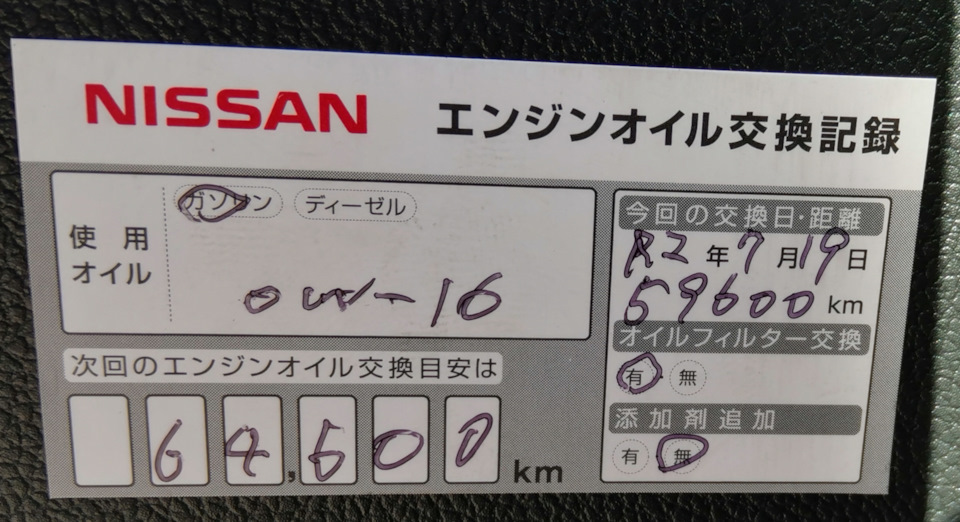 NISSAN エンジンオイル交換記録
使用オイル
ガソリン ディーゼル
0W-16
次回のエンジンオイル交換目安は
64,500 km
今回の交換日・距離
R2年7月19日
59600 km
オイルフィルター交換
有 無
添加剤追加
有 無